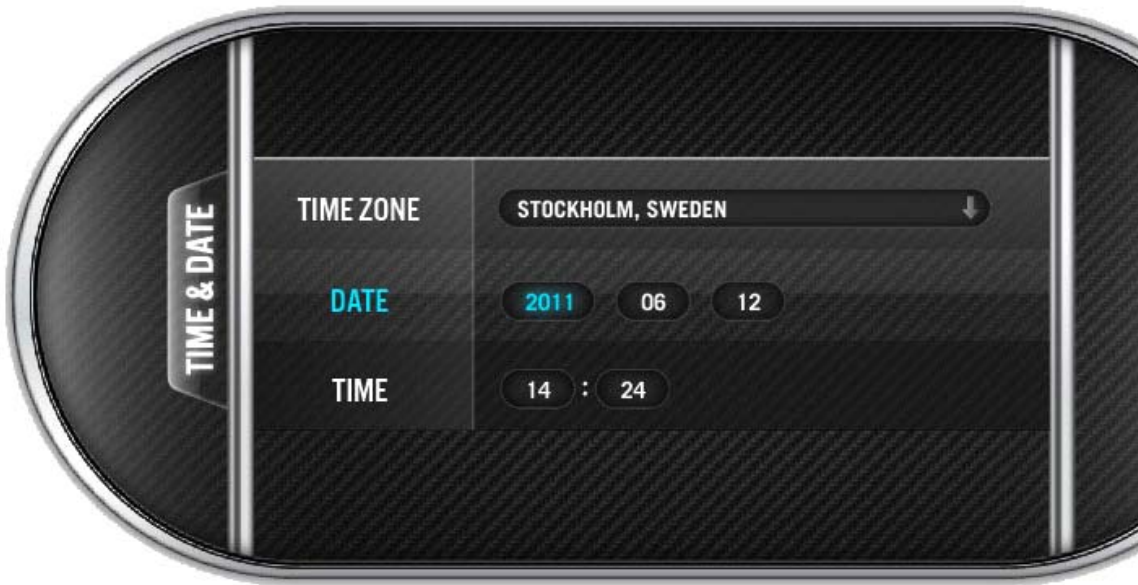 TIME & DATE
TIME ZONE STOCKHOLM, SWEDEN
DATE 2011 06 12
TIME 14 : 24